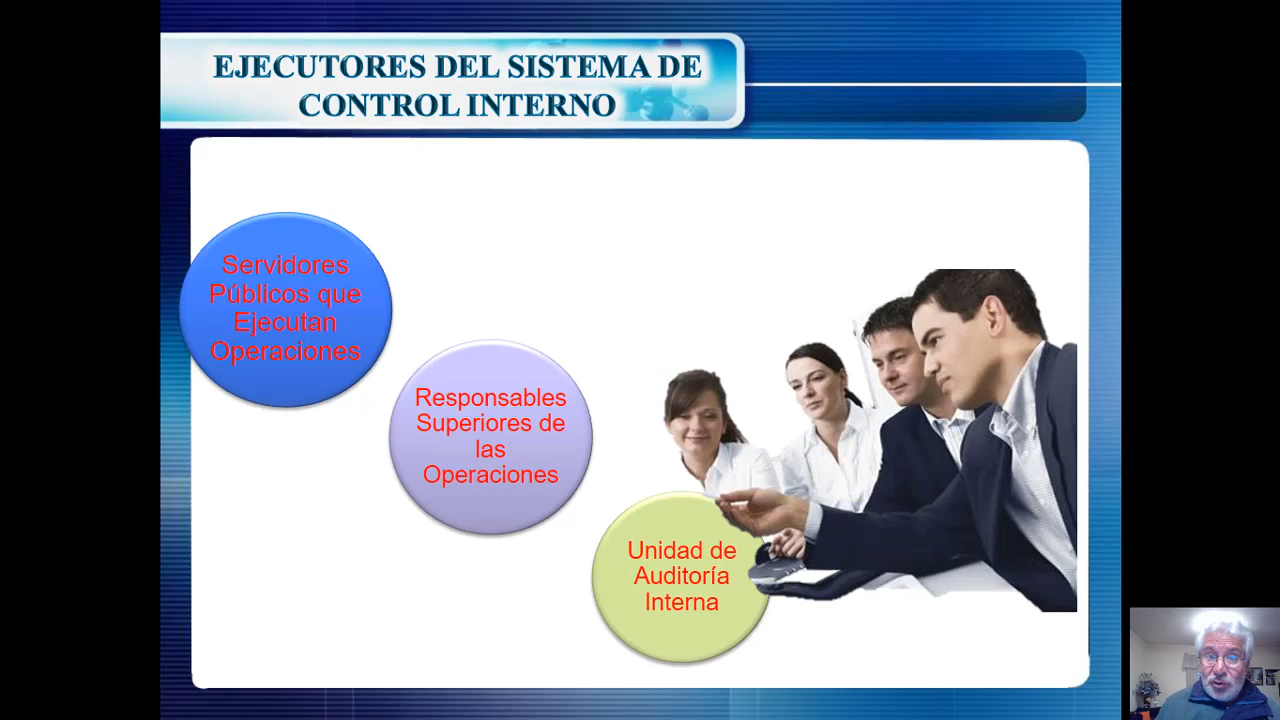 EJECUTORES DEL SISTEMA DE
CONTROL INTERNO
Servidores
Públicos que
Ejecutan
Operaciones
Responsables
Superiores de
las
Operaciones
Unidad de
Auditoría
Interna